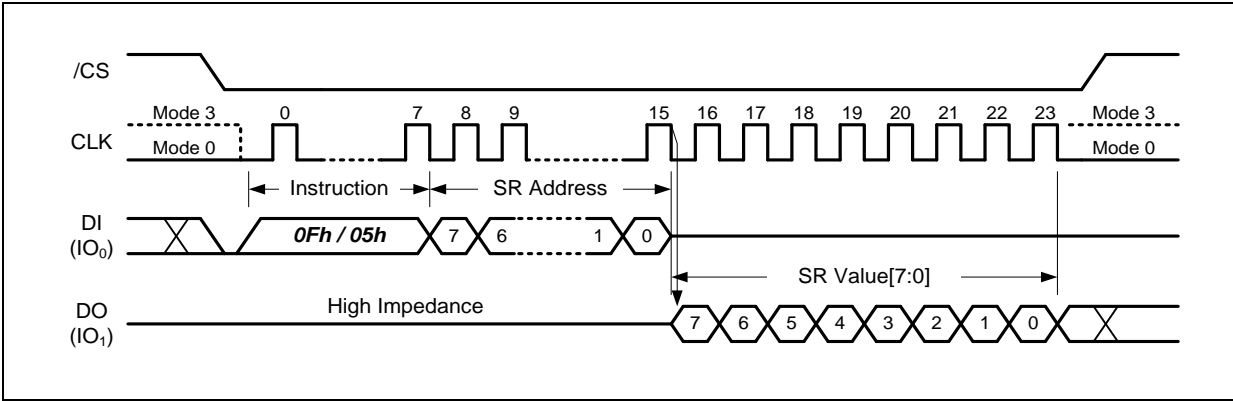 /CS
Mode 3 0 7 8 9 15 16 17 18 19 20 21 22 23 Mode 3
CLK
Mode 0 Mode 0
Instruction SR Address
DI
(IO₀)
0Fh / 05h 7 6 1 0
SR Value[7:0]
High Impedance
DO
(IO₁)
7 6 5 4 3 2 1 0